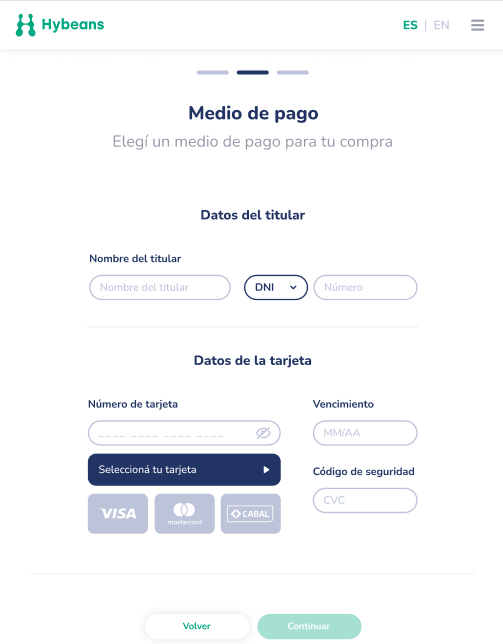 Hybeans
ES | EN
Medio de pago
Elegí un medio de pago para tu compra
Datos del titular
Nombre del titular
Nombre del titular
DNI
Número
Datos de la tarjeta
Número de tarjeta
____ ____ ____ ____
Seleccioná tu tarjeta
VISA
mastercard
CABAL
Vencimiento
MM/AA
Código de seguridad
CVC
Volver
Continuar